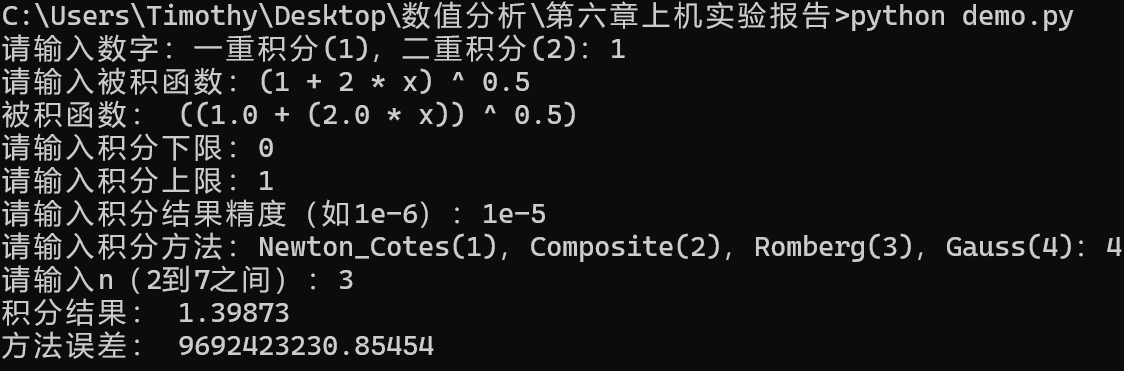 C:\Users\Timothy\Desktop\数值分析\第六章上机实验报告>python demo.py
请输入数字：一重积分(1)，二重积分(2)：1
请输入被积函数：(1 + 2 * x) ^ 0.5
被积函数： ((1.0 + (2.0 * x)) ^ 0.5)
请输入积分下限：0
请输入积分上限：1
请输入积分结果精度（如1e-6）：1e-5
请输入积分方法：Newton_Cotes(1)，Composite(2)，Romberg(3)，Gauss(4)：4
请输入n（2到7之间）：3
积分结果： 1.39873
方法误差： 9692423230.85454